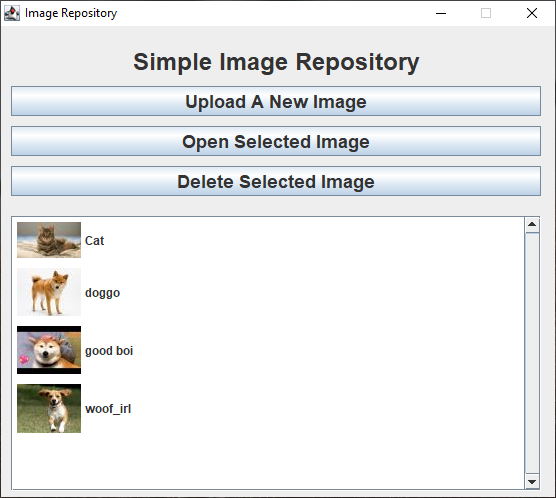 Image Repository
Simple Image Repository
Upload A New Image
Open Selected Image
Delete Selected Image
Cat
doggo
good boi
woof_irl